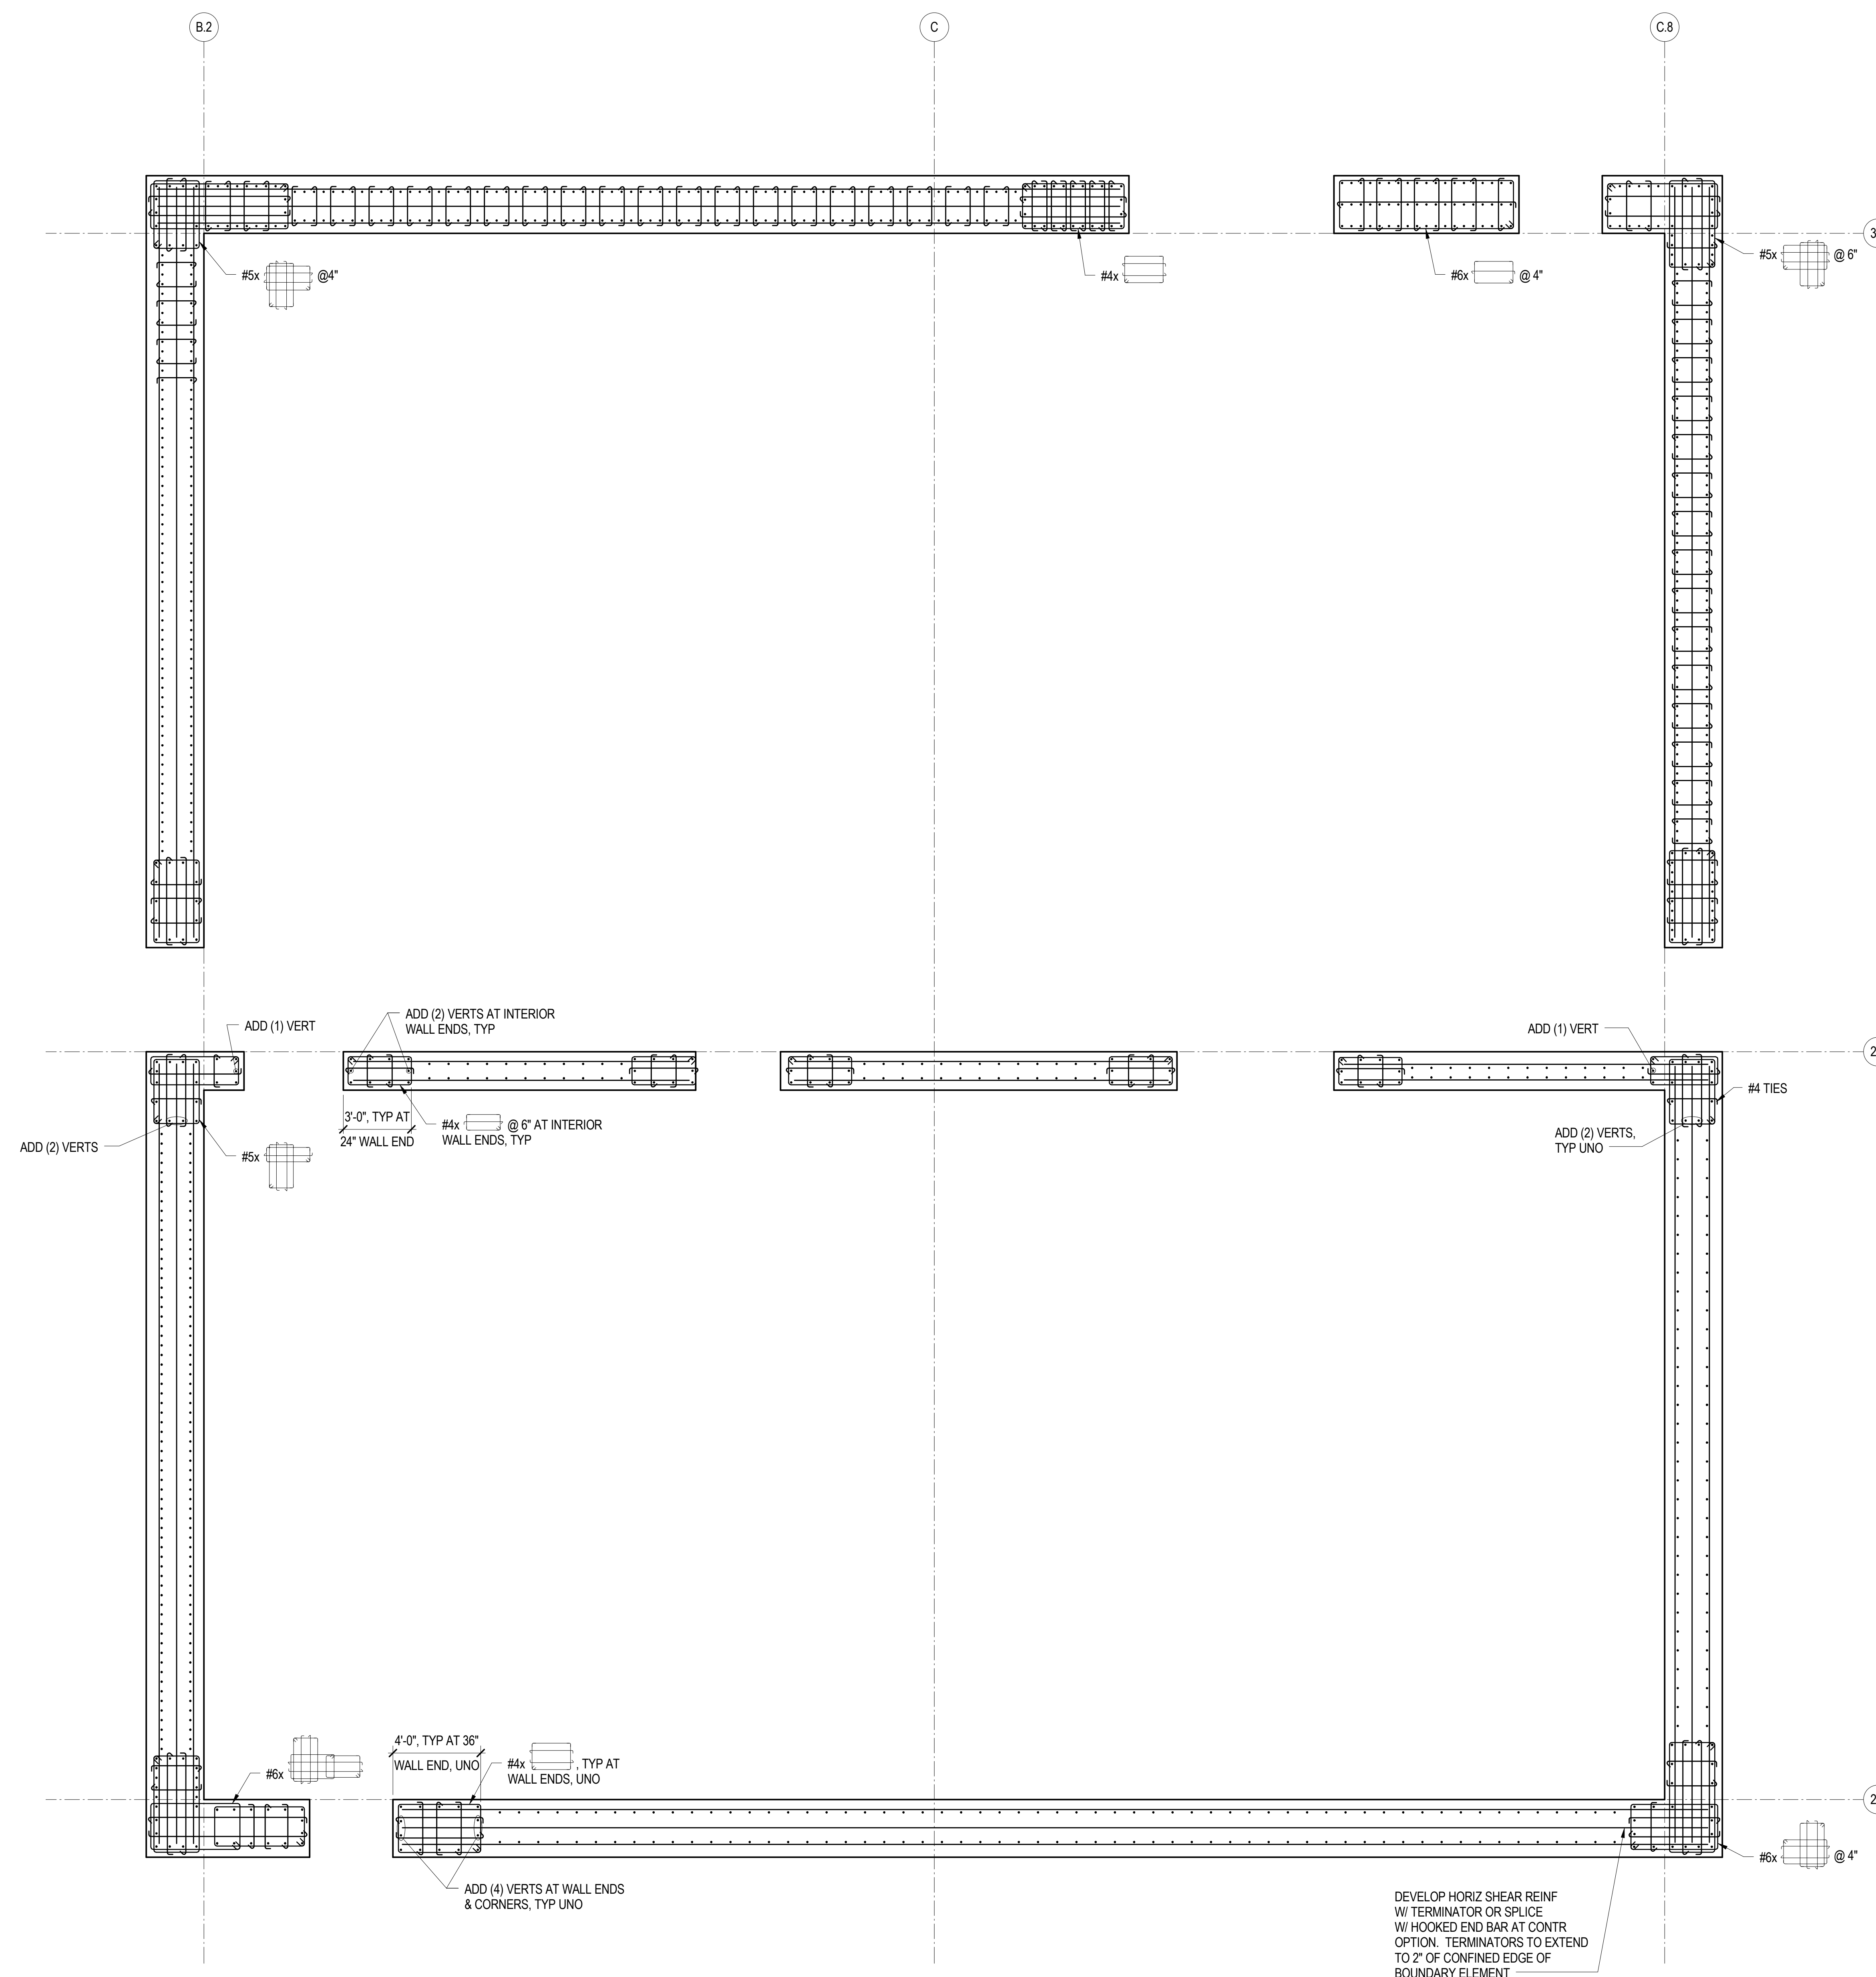 B.2
C
C.8
3
#5x @4"
#4x
#6x @ 4"
#5x @ 6"
ADD (1) VERT
ADD (2) VERTS AT INTERIOR
WALL ENDS, TYP
ADD (1) VERT
2
#4 TIES
3'-0", TYP AT
24" WALL END
#4x @ 6" AT INTERIOR
WALL ENDS, TYP
ADD (2) VERTS
#5x
ADD (2) VERTS,
TYP UNO
4'-0", TYP AT 36"
WALL END, UNO
#4x , TYP AT
WALL ENDS, UNO
#6x
2
#6x @ 4"
ADD (4) VERTS AT WALL ENDS
& CORNERS, TYP UNO
DEVELOP HORIZ SHEAR REINF
W/ TERMINATOR OR SPLICE
W/ HOOKED END BAR AT CONTR
OPTION. TERMINATORS TO EXTEND
TO 2" OF CONFINED EDGE OF
BOUNDARY ELEMENT